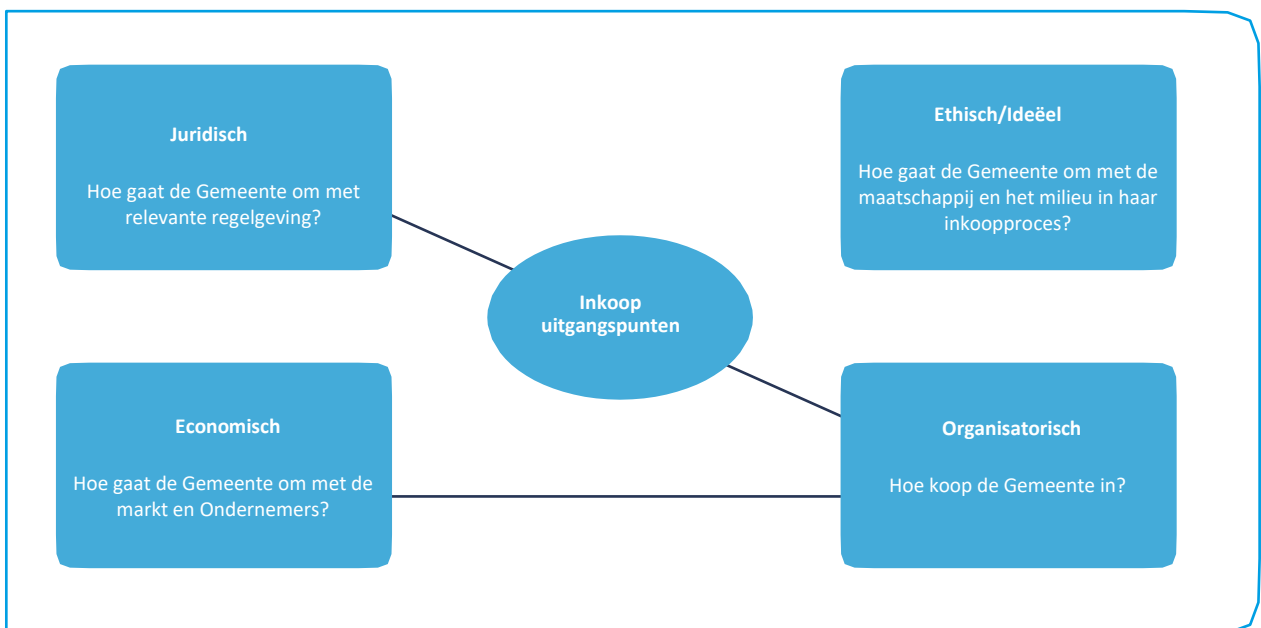 Juridisch
Hoe gaat de Gemeente om met
relevante regelgeving?
Ethisch/Ideëel
Hoe gaat de Gemeente om met de
maatschappij en het milieu in haar
inkoopproces?
Inkoop
uitgangspunten
Economisch
Hoe gaat de Gemeente om met de
markt en Ondernemers?
Organisatorisch
Hoe koop de Gemeente in?